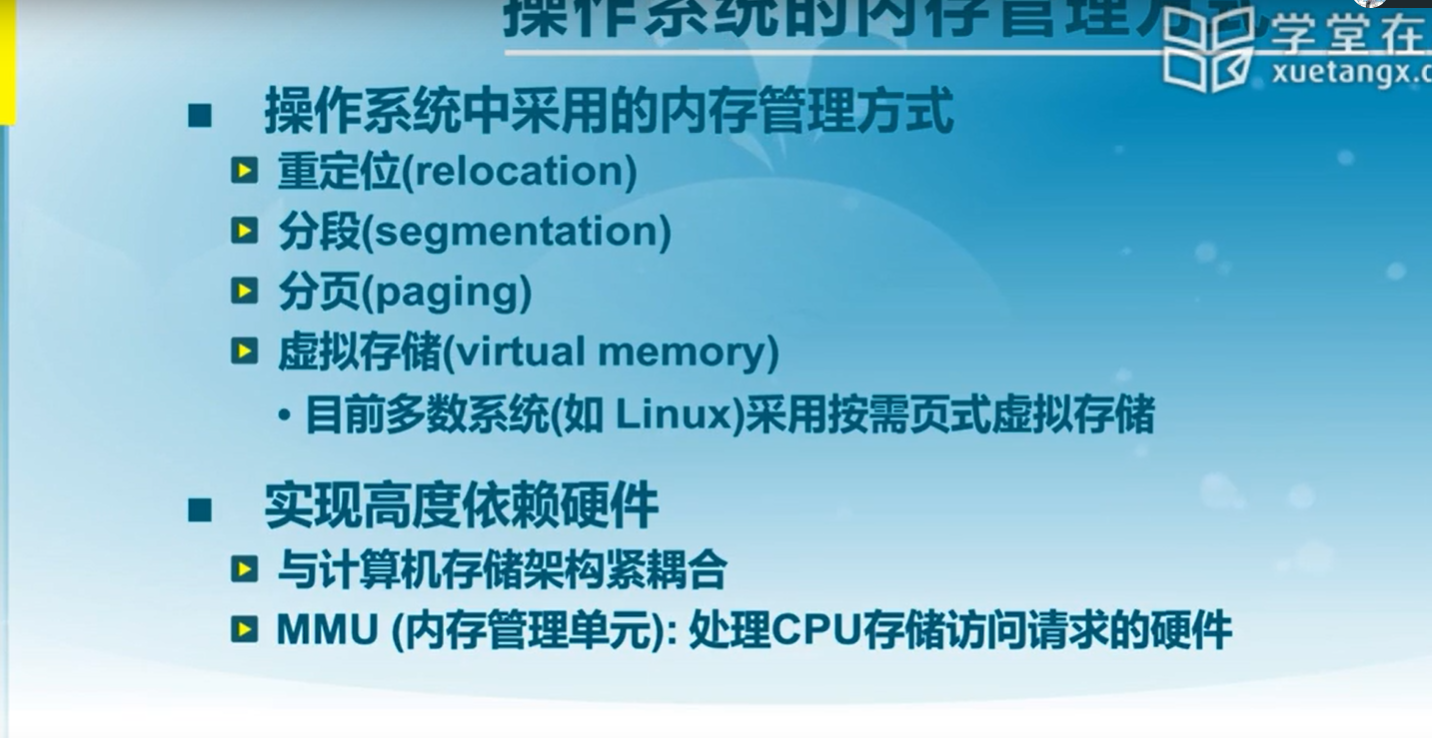 操作系统的内存管理方式
学堂在
xuetangx.c
操作系统中采用的内存管理方式
重定位(relocation)
分段(segmentation)
分页(paging)
虚拟存储(virtual memory)
• 目前多数系统(如 Linux)采用按需页式虚拟存储
实现高度依赖硬件
与计算机存储架构紧耦合
MMU (内存管理单元): 处理CPU存储访问请求的硬件